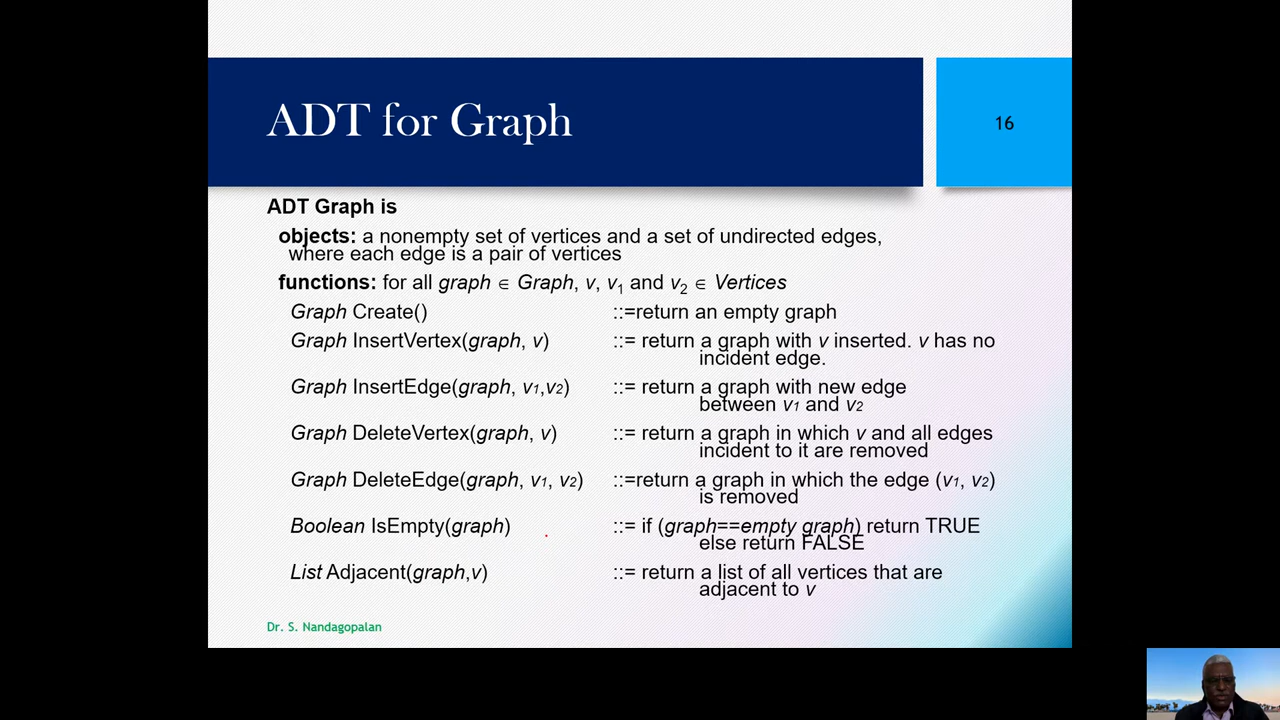 ADT for Graph
16
ADT Graph is
objects: a nonempty set of vertices and a set of undirected edges,
where each edge is a pair of vertices
functions: for all graph ∈ Graph, v, v1 and v2 ∈ Vertices
Graph Create() ::=return an empty graph
Graph InsertVertex(graph, v) ::= return a graph with v inserted. v has no
incident edge.
Graph InsertEdge(graph, v1,v2) ::= return a graph with new edge
between v1 and v2
Graph DeleteVertex(graph, v) ::= return a graph in which v and all edges
incident to it are removed
Graph DeleteEdge(graph, v1, v2) ::=return a graph in which the edge (v1, v2)
is removed
Boolean IsEmpty(graph) ::= if (graph==empty graph) return TRUE
else return FALSE
List Adjacent(graph,v) ::= return a list of all vertices that are
adjacent to v
Dr. S. Nandagopalan